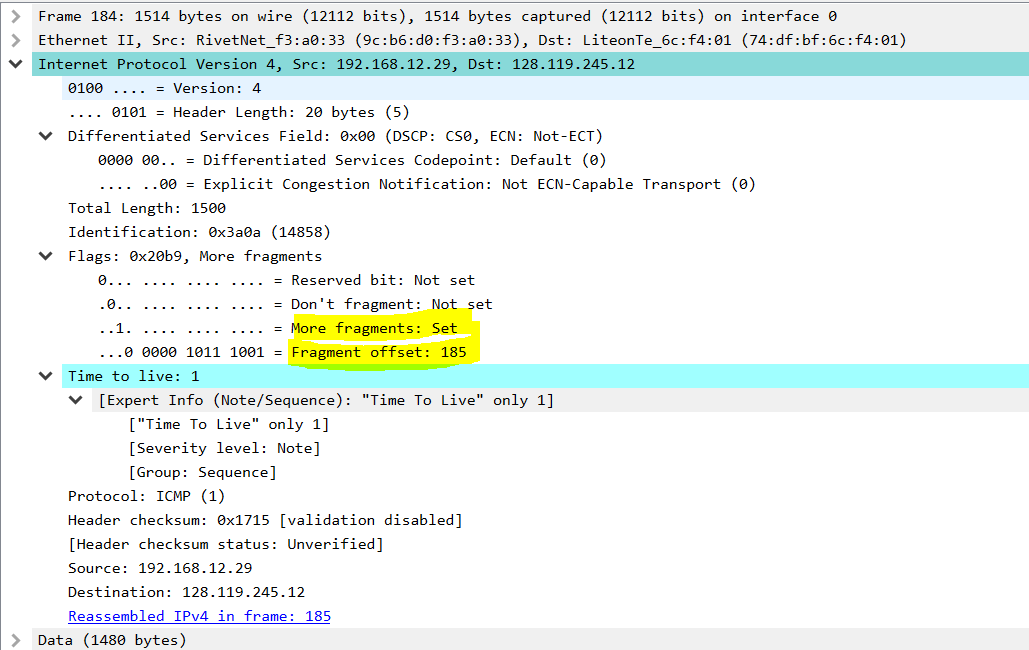 Frame 184: 1514 bytes on wire (12112 bits), 1514 bytes captured (12112 bits) on interface 0
Ethernet II, Src: RivetNet_f3:a0:33 (9c:b6:d0:f3:a0:33), Dst: LiteonTe_6c:f4:01 (74:df:bf:6c:f4:01)
Internet Protocol Version 4, Src: 192.168.12.29, Dst: 128.119.245.12
0100 .... = Version: 4
.... 0101 = Header Length: 20 bytes (5)
Differentiated Services Field: 0x00 (DSCP: CS0, ECN: Not-ECT)
0000 00.. = Differentiated Services Codepoint: Default (0)
.... ..00 = Explicit Congestion Notification: Not ECN-Capable Transport (0)
Total Length: 1500
Identification: 0x3a0a (14858)
Flags: 0x20b9, More fragments
0... .... .... .... = Reserved bit: Not set
.0.. .... .... .... = Don't fragment: Not set
..1. .... .... .... = More fragments: Set
...0 0000 1011 1001 = Fragment offset: 185
Time to live: 1
[Expert Info (Note/Sequence): "Time To Live" only 1]
["Time To Live" only 1]
[Severity level: Note]
[Group: Sequence]
Protocol: ICMP (1)
Header checksum: 0x1715 [validation disabled]
[Header checksum status: Unverified]
Source: 192.168.12.29
Destination: 128.119.245.12
Reassembled IPv4 in frame: 185
Data (1480 bytes)